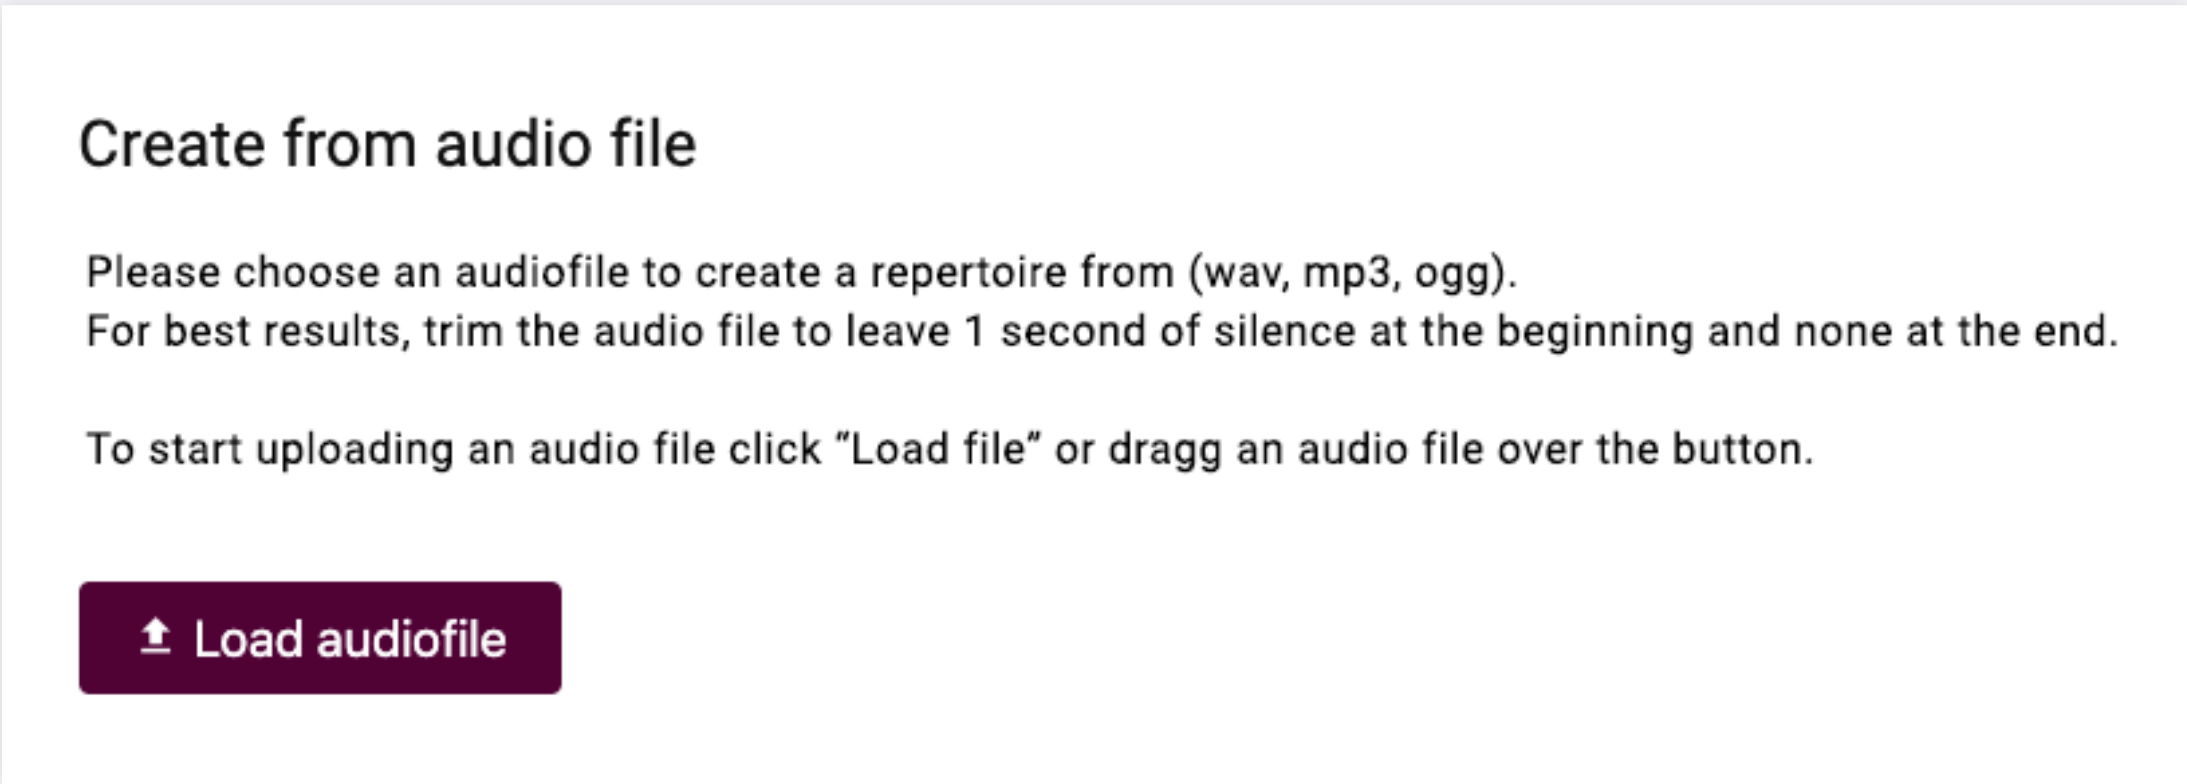 Create from audio file
Please choose an audiofile to create a repertoire from (wav, mp3, ogg).
For best results, trim the audio file to leave 1 second of silence at the beginning and none at the end.
To start uploading an audio file click “Load file” or dragg an audio file over the button.
Load audiofile